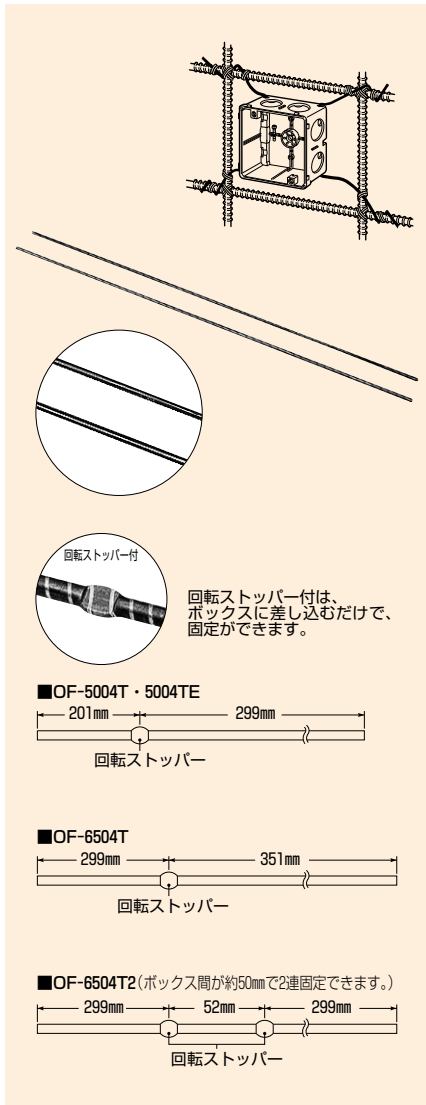 回転ストッパー付
回転ストッパー付は、
ボックスに差し込むだけで、
固定ができます。
■OF-5004T・5004TE
201㎜ 299㎜
回転ストッパー
■OF-6504T
299㎜ 351㎜
回転ストッパー
■OF-6504T2(ボックス間が約50㎜で2連固定できます。)
299㎜ 52㎜ 299㎜
回転ストッパー